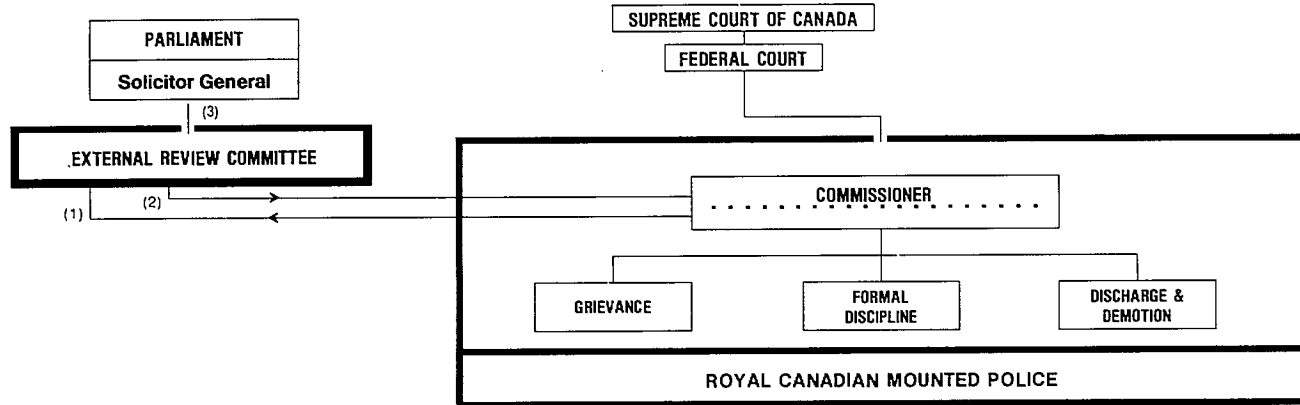 PARLIAMENT
Solicitor General
(3)
EXTERNAL REVIEW COMMITTEE
(1)
(2)
SUPREME COURT OF CANADA
FEDERAL COURT
COMMISSIONER
GRIEVANCE
FORMAL
DISCIPLINE
DISCHARGE &
DEMOTION
ROYAL CANADIAN MOUNTED POLICE